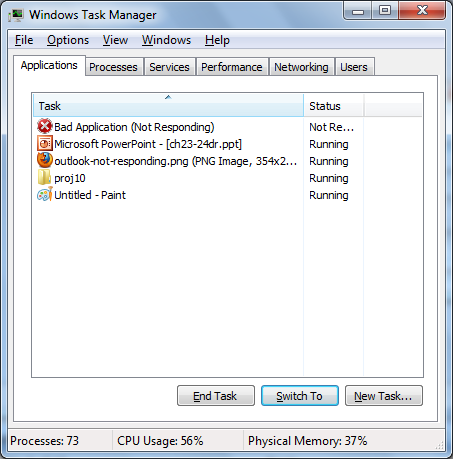 Windows Task Manager
File Options View Windows Help
Applications Processes Services Performance Networking Users
Task Status
Bad Application (Not Responding) Not Re...
Microsoft PowerPoint - [ch23-24dr.ppt] Running
outlook-not-responding.png (PNG Image, 354x2... Running
proj10 Running
Untitled - Paint Running
End Task Switch To New Task...
Processes: 73 CPU Usage: 56% Physical Memory: 37%